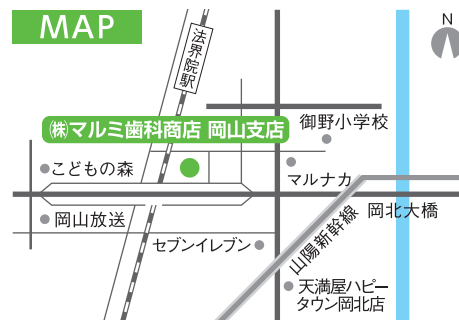 MAP
N
法界院駅
㈱マルミ歯科商店 岡山支店
御野小学校
こどもの森
マルナカ
岡山放送
岡北大橋
セブンイレブン
山陽新幹線
天満屋ハピー
タウン岡北店